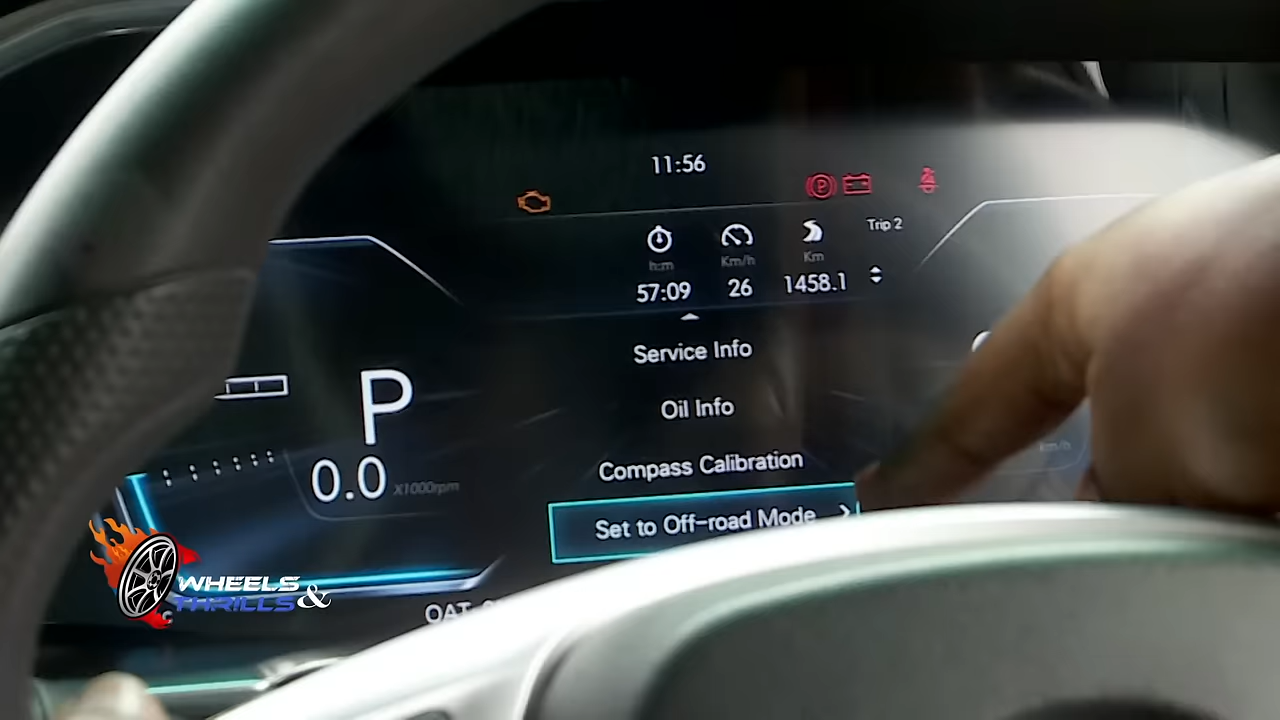 11:56
Trip 2
h:m
Km/h
Km
57:09
26
1458.1
Service Info
Oil Info
Compass Calibration
Set to Off-road Mode
P
0.0 X1000rpm
km/h
OAT
WHEELS
& THRILLS